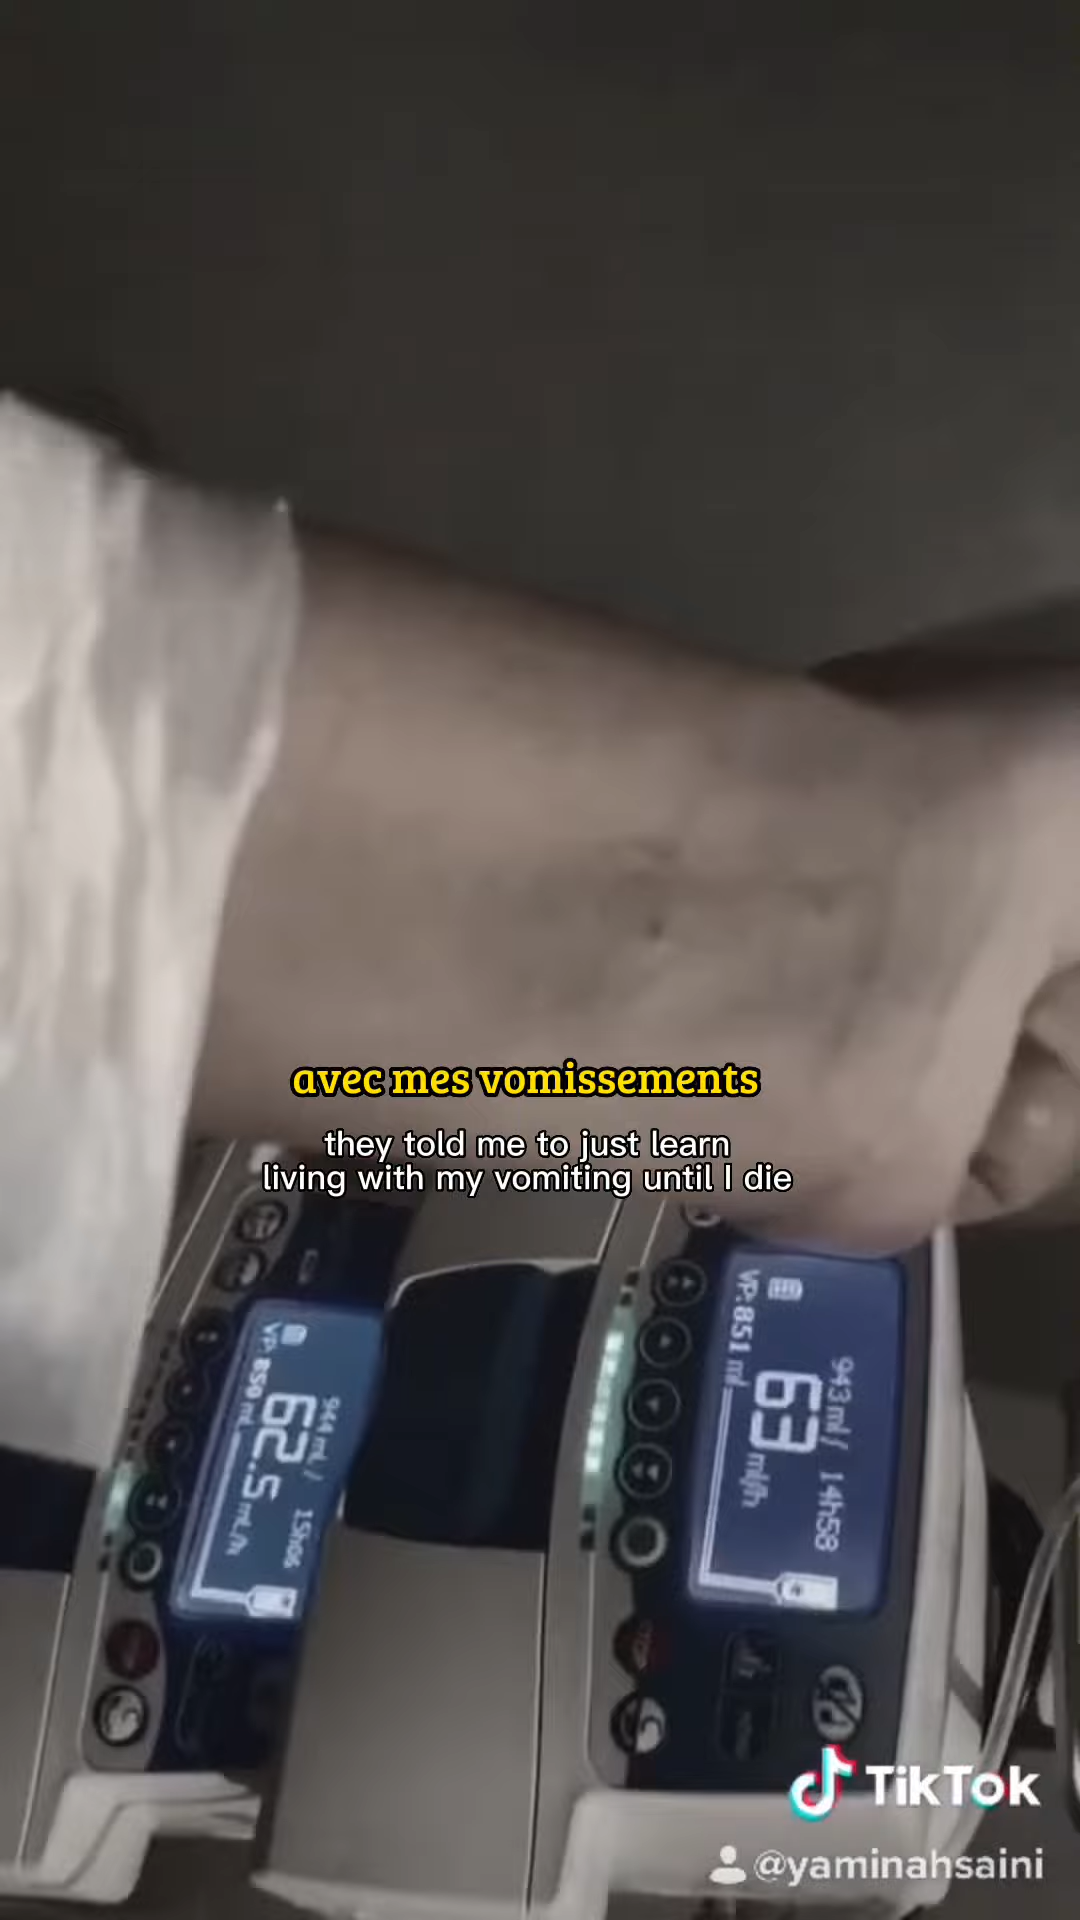 avec mes vomissements
they told me to just learn
living with my vomiting until I die
944 mL / 15h06
62.5 mL/h
VP: 850 mL
943 ml / 14h58
63 ml/h
VP: 851 ml
TikTok
@yaminahsaini